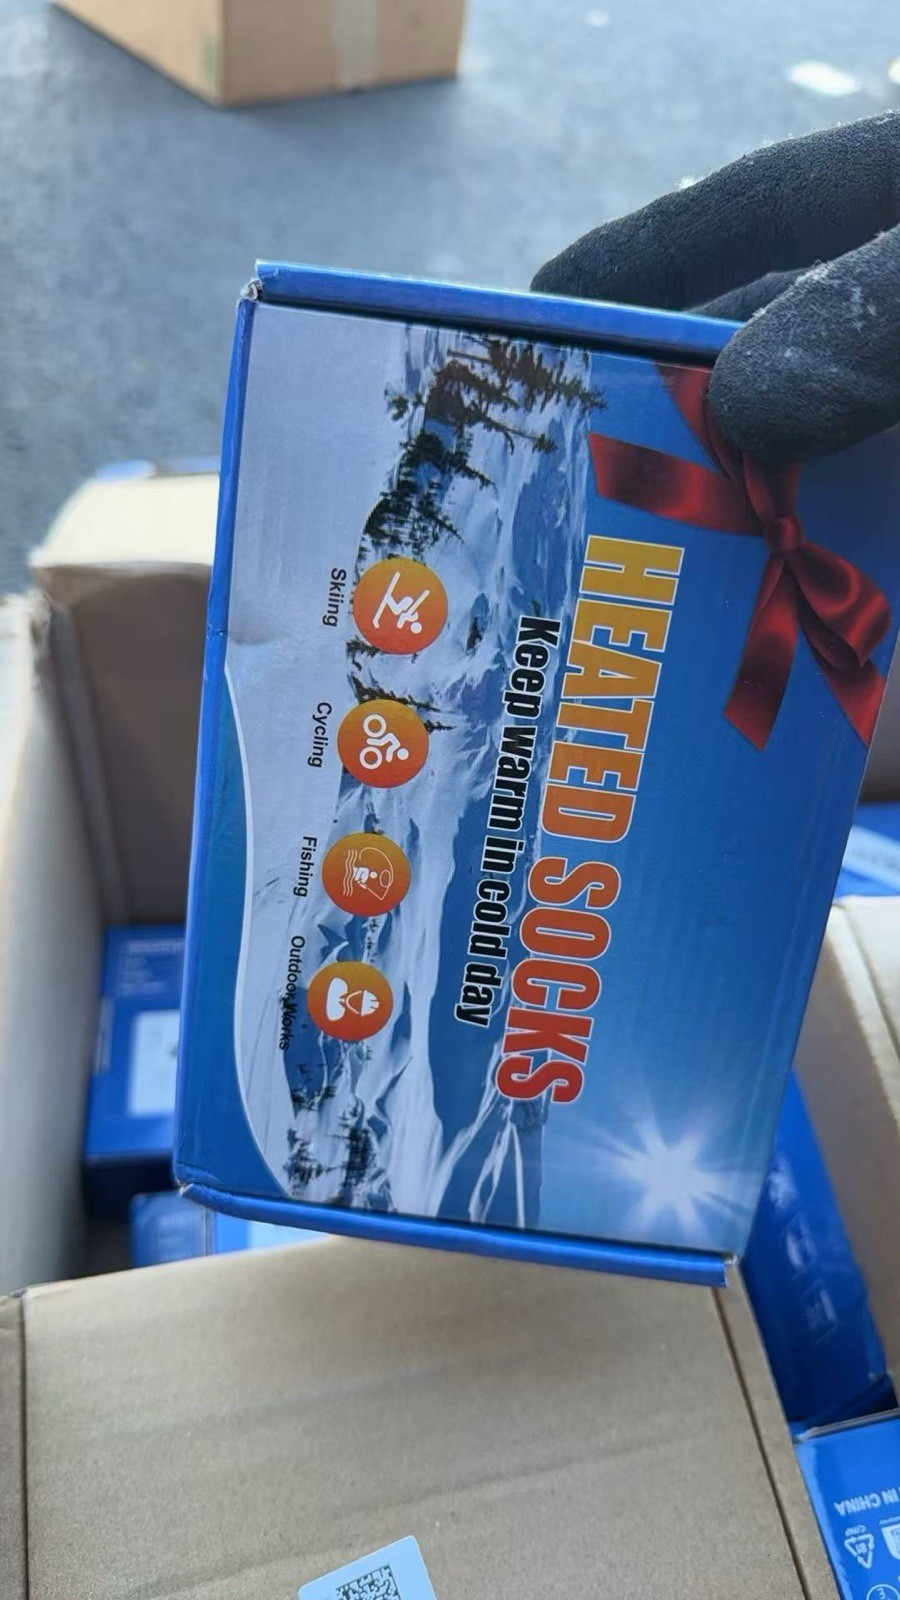 HEATED SOCKS
Keep warm in cold day
Skiing
Cycling
Fishing
Outdoor Works
IN CHINA